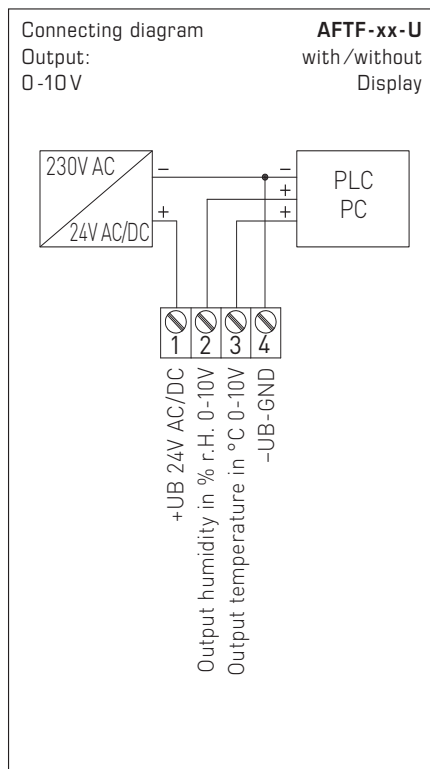 Connecting diagram AFTF-xx-U
Output: with/without
0-10V Display
230V AC
24V AC/DC
–
+
–
+
+
PLC
PC
1 2 3 4
+UB 24V AC/DC
Output humidity in % r.H. 0-10V
Output temperature in °C 0-10V
–UB-GND